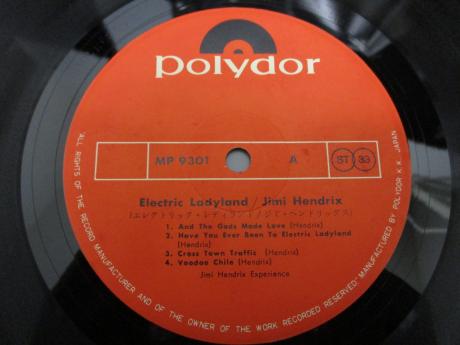 polydor
MP 9301 A ST 33
Electric Ladyland / Jimi Hendrix
(エレクトリック・レディランド/ジミ・ヘンドリックス)
1. And The Gods Made Love (Hendrix)
2. Have You Ever Been To Electric Ladyland
(Hendrix)
3. Cross Town Traffic (Hendrix)
4. Voodoo Chile (Hendrix)
Jimi Hendrix Experience
"ALL RIGHTS OF THE RECORD MANUFACTURER AND OF THE OWNER OF THE WORK RECORDED RESERVED" MANUFACTURED BY POLYDOR K.K. JAPAN